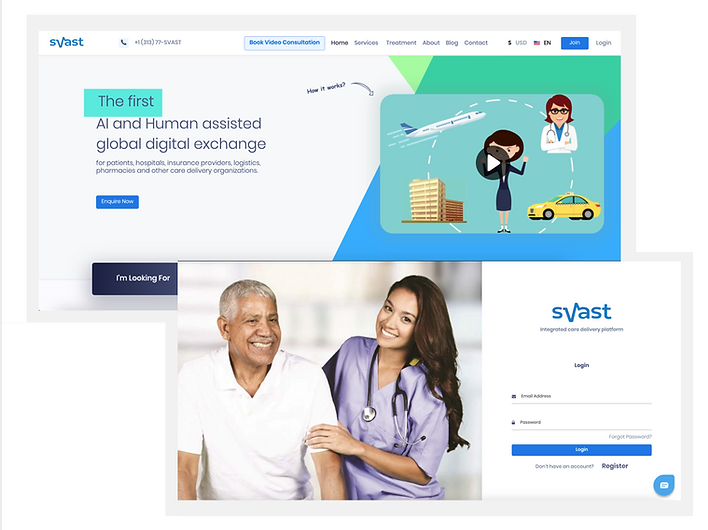 svast
+1 (313) 77-SVAST
Book Video Consultation
Home
Services
Treatment
About
Blog
Contact
$ USD
EN
Join
Login
The first
AI and Human assisted
global digital exchange
for patients, hospitals, insurance providers, logistics,
pharmacies and other care delivery organizations.
Enquire Now
How it works?
I'm Looking For
svast
Integrated care delivery platform
Login
Email Address
Password
Forgot Password?
Login
Don't have an account? Register